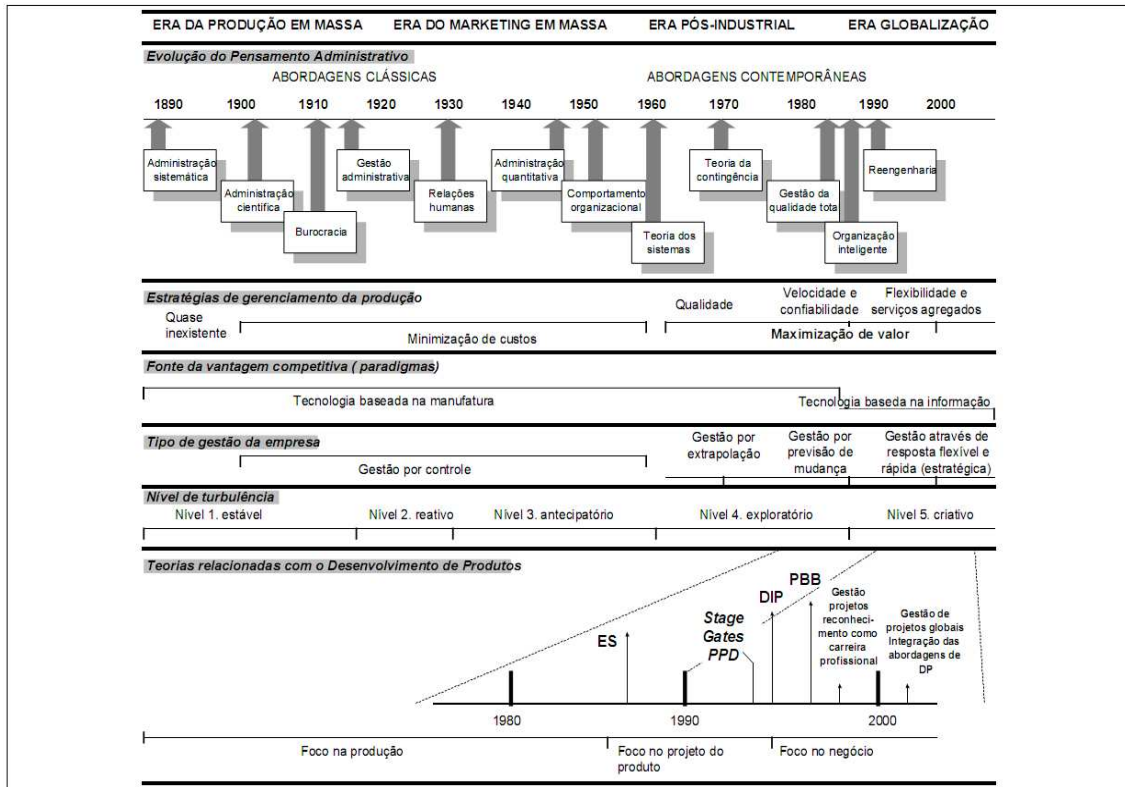 ERA DA PRODUÇÃO EM MASSA ERA DO MARKETING EM MASSA ERA PÓS-INDUSTRIAL ERA GLOBALIZAÇÃO
Evolução do Pensamento Administrativo
ABORDAGENS CLÁSSICAS ABORDAGENS CONTEMPORÂNEAS
1890 1900 1910 1920 1930 1940 1950 1960 1970 1980 1990 2000
Administração
sistemática
Administração
científica
Burocracia
Gestão
administrativa
Relações
humanas
Administração
quantitativa
Comportamento
organizacional
Teoria dos
sistemas
Teoria da
contingência
Gestão da
qualidade total
Organização
inteligente
Reengenharia
Estratégias de gerenciamento da produção
Quase
inexistente
Minimização de custos
Qualidade
Velocidade e
confiabilidade
Flexibilidade e
serviços agregados
Maximização de valor
Fonte da vantagem competitiva ( paradigmas)
Tecnologia baseada na manufatura
Tecnologia baseda na informação
Tipo de gestão da empresa
Gestão por controle
Gestão por
extrapolação
Gestão por
previsão de
mudança
Gestão através de
resposta flexível e
rápida (estratégica)
Nível de turbulência
Nível 1. estável Nível 2. reativo Nível 3. antecipatório Nível 4. exploratório Nível 5. criativo
Teorias relacionadas com o Desenvolvimento de Produtos
ES
Stage
Gates
PPD
DIP
PBB
Gestão
projetos
reconheci-
mento como
carreira
profissional
Gestão de
projetos globais
Integração das
abordagens de
DP
1980 1990 2000
Foco na produção
Foco no projeto do
produto
Foco no negócio